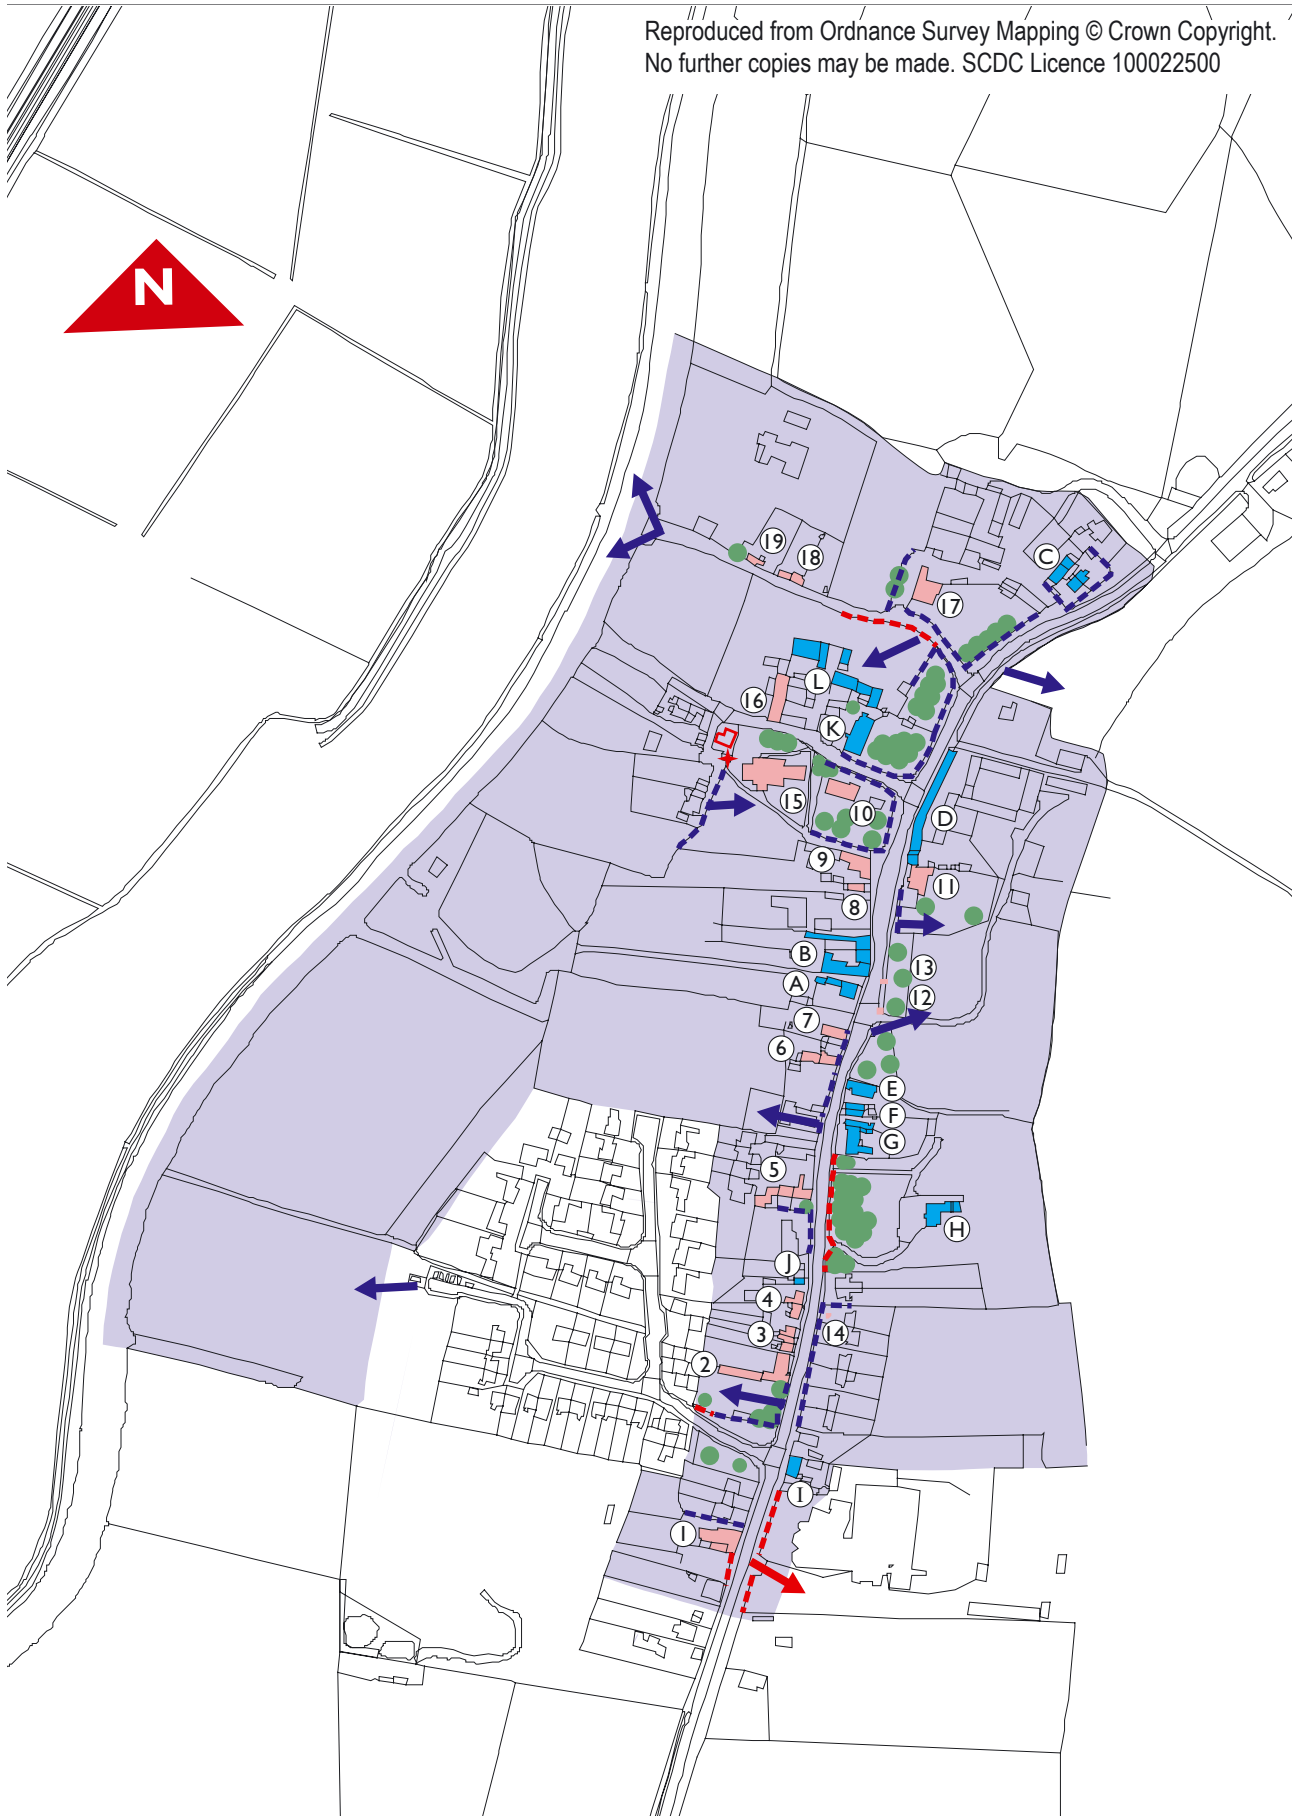 Reproduced from Ordnance Survey Mapping © Crown Copyright.
No further copies may be made. SCDC Licence 100022500
N
19
18
C
17
L
16
K
15
10
D
9
11
8
B
13
A
12
7
6
E
F
G
5
H
J
4
3
14
2
I
1